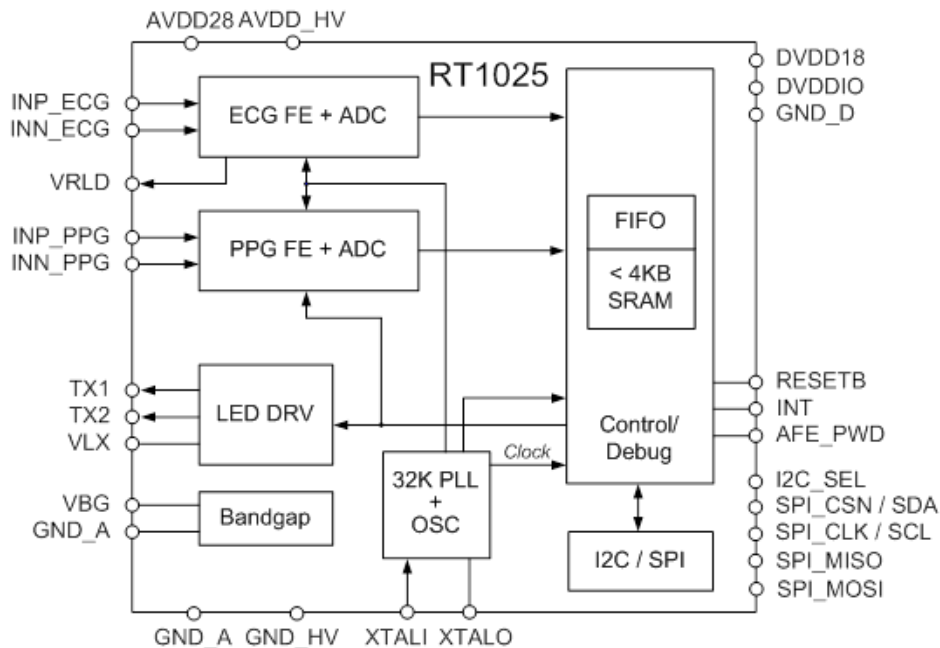 AVDD28 AVDD_HV
RT1025
DVDD18
DVDDIO
GND_D
INP_ECG
INN_ECG
ECG FE + ADC
VRLD
INP_PPG
INN_PPG
PPG FE + ADC
FIFO
< 4KB
SRAM
TX1
TX2
VLX
LED DRV
Control/
Debug
RESETB
INT
AFE_PWD
Clock
32K PLL
+
OSC
VBG
GND_A
Bandgap
I2C / SPI
I2C_SEL
SPI_CSN / SDA
SPI_CLK / SCL
SPI_MISO
SPI_MOSI
GND_A GND_HV XTALI XTALO